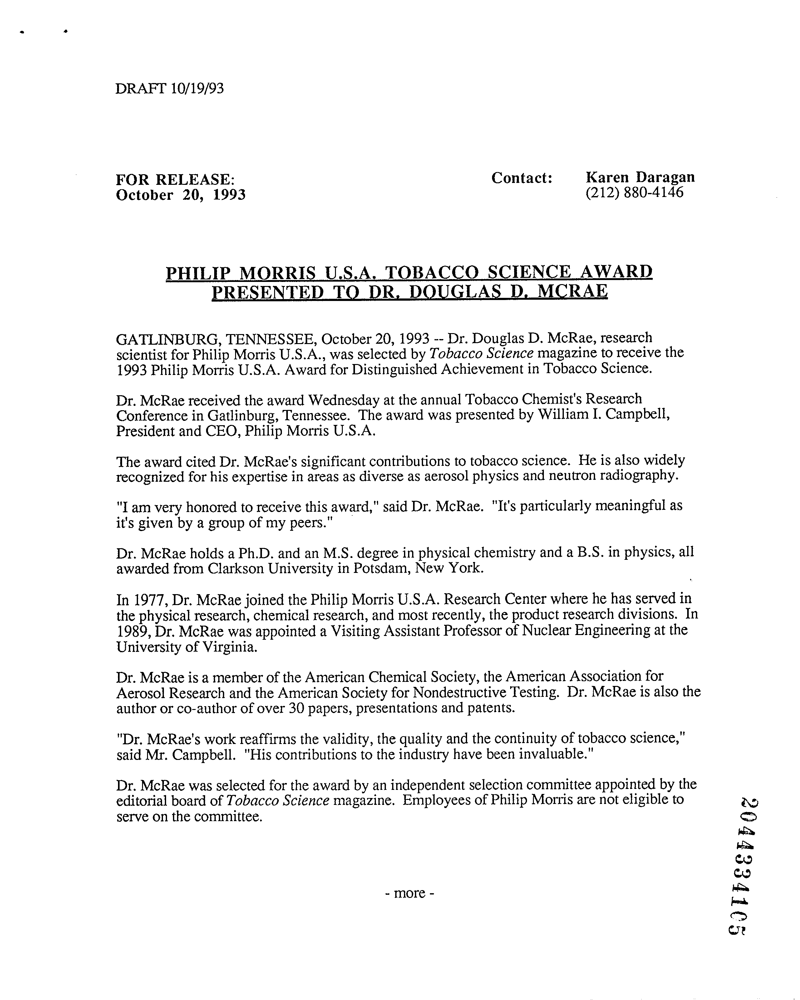 DRAFT 10/19/93
FOR RELEASE:
October 20, 1993
Contact: Karen Daragan
(212) 880-4146
PHILIP MORRIS U.S.A. TOBACCO SCIENCE AWARD
PRESENTED TO DR. DOUGLAS D. MCRAE
GATLINBURG, TENNESSEE, October 20, 1993 -- Dr. Douglas D. McRae, research
scientist for Philip Morris U.S.A., was selected by Tobacco Science magazine to receive the
1993 Philip Morris U.S.A. Award for Distinguished Achievement in Tobacco Science.
Dr. McRae received the award Wednesday at the annual Tobacco Chemist's Research
Conference in Gatlinburg, Tennessee. The award was presented by William I. Campbell,
President and CEO, Philip Morris U.S.A.
The award cited Dr. McRae's significant contributions to tobacco science. He is also widely
recognized for his expertise in areas as diverse as aerosol physics and neutron radiography.
"I am very honored to receive this award," said Dr. McRae. "It's particularly meaningful as
it's given by a group of my peers."
Dr. McRae holds a Ph.D. and an M.S. degree in physical chemistry and a B.S. in physics, all
awarded from Clarkson University in Potsdam, New York.
In 1977, Dr. McRae joined the Philip Morris U.S.A. Research Center where he has served in
the physical research, chemical research, and most recently, the product research divisions. In
1989, Dr. McRae was appointed a Visiting Assistant Professor of Nuclear Engineering at the
University of Virginia.
Dr. McRae is a member of the American Chemical Society, the American Association for
Aerosol Research and the American Society for Nondestructive Testing. Dr. McRae is also the
author or co-author of over 30 papers, presentations and patents.
"Dr. McRae's work reaffirms the validity, the quality and the continuity of tobacco science,"
said Mr. Campbell. "His contributions to the industry have been invaluable."
Dr. McRae was selected for the award by an independent selection committee appointed by the
editorial board of Tobacco Science magazine. Employees of Philip Morris are not eligible to
serve on the committee.
- more -
2044334105